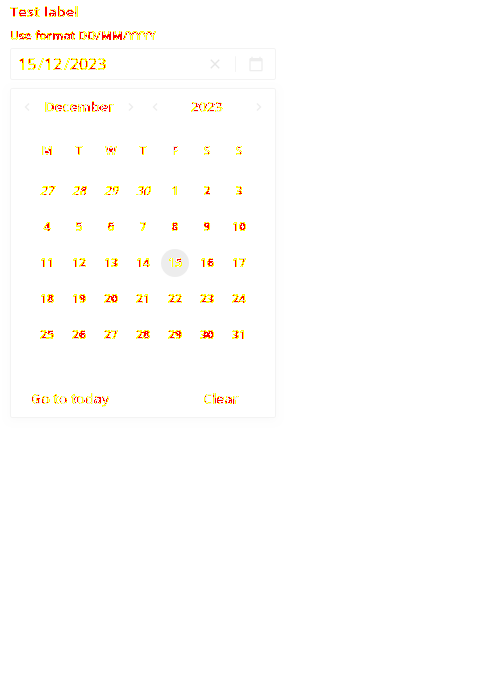 Test label
Use format DD/MM/YYYY
15/12/2023
December 2023
M T W T F S S
27 28 29 30 1 2 3
4 5 6 7 8 9 10
11 12 13 14 15 16 17
18 19 20 21 22 23 24
25 26 27 28 29 30 31
Go to today Clear